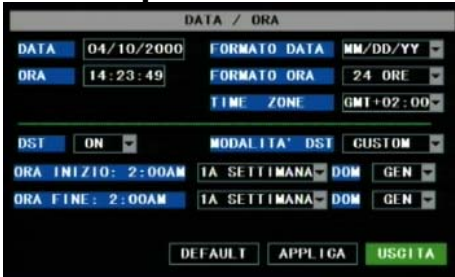 DATA / ORA
DATA 04/10/2000 FORMATO DATA MM/DD/YY
ORA 14:23:49 FORMATO ORA 24 ORE
TIME ZONE GMT+02:00
DST ON MODALITA' DST CUSTOM
ORA INIZIO: 2:00AM 1A SETTIMANA DOM GEN
ORA FINE: 2:00AM 1A SETTIMANA DOM GEN
DEFAULT APPLICA USCITA